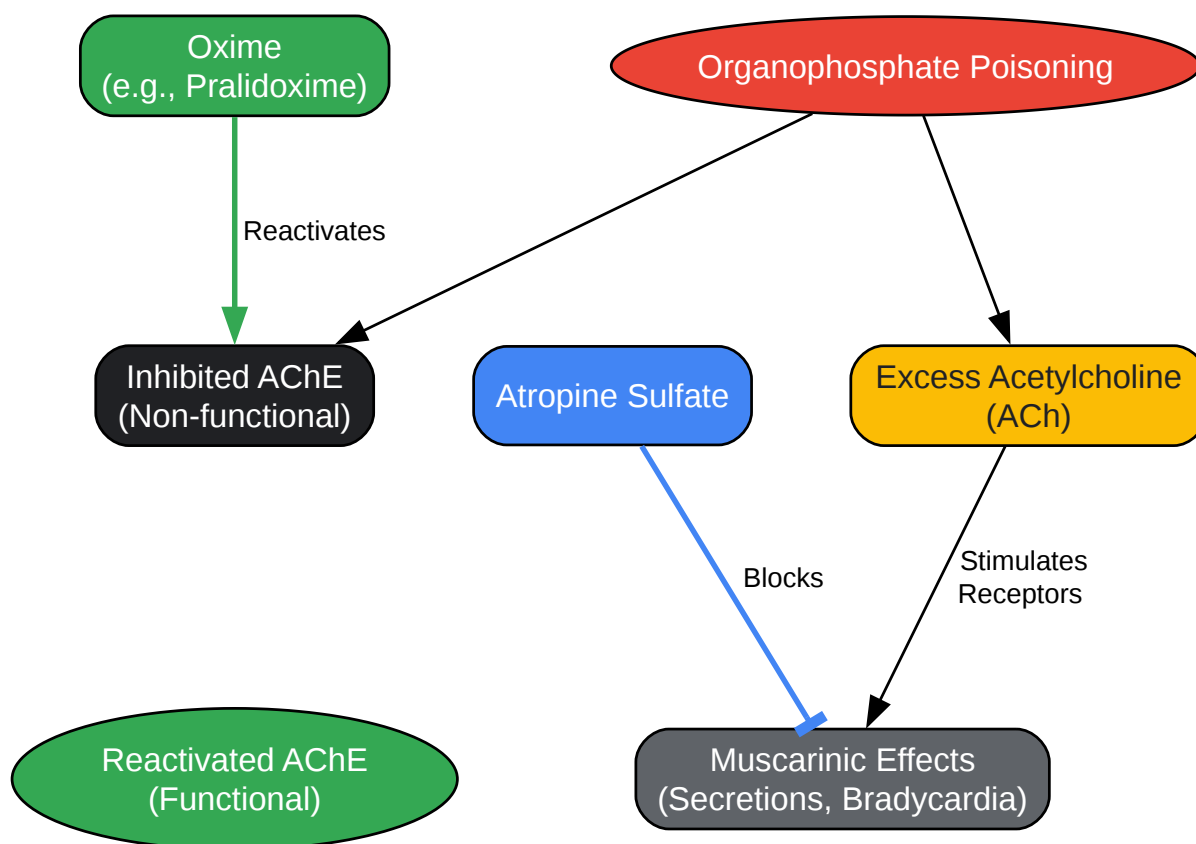 Oxime
(e.g., Pralidoxime)
Organophosphate Poisoning
Reactivates
Inhibited AChE
(Non-functional)
Atropine Sulfate
Excess Acetylcholine
(ACh)
Blocks
Stimulates
Receptors
Reactivated AChE
(Functional)
Muscarinic Effects
(Secretions, Bradycardia)